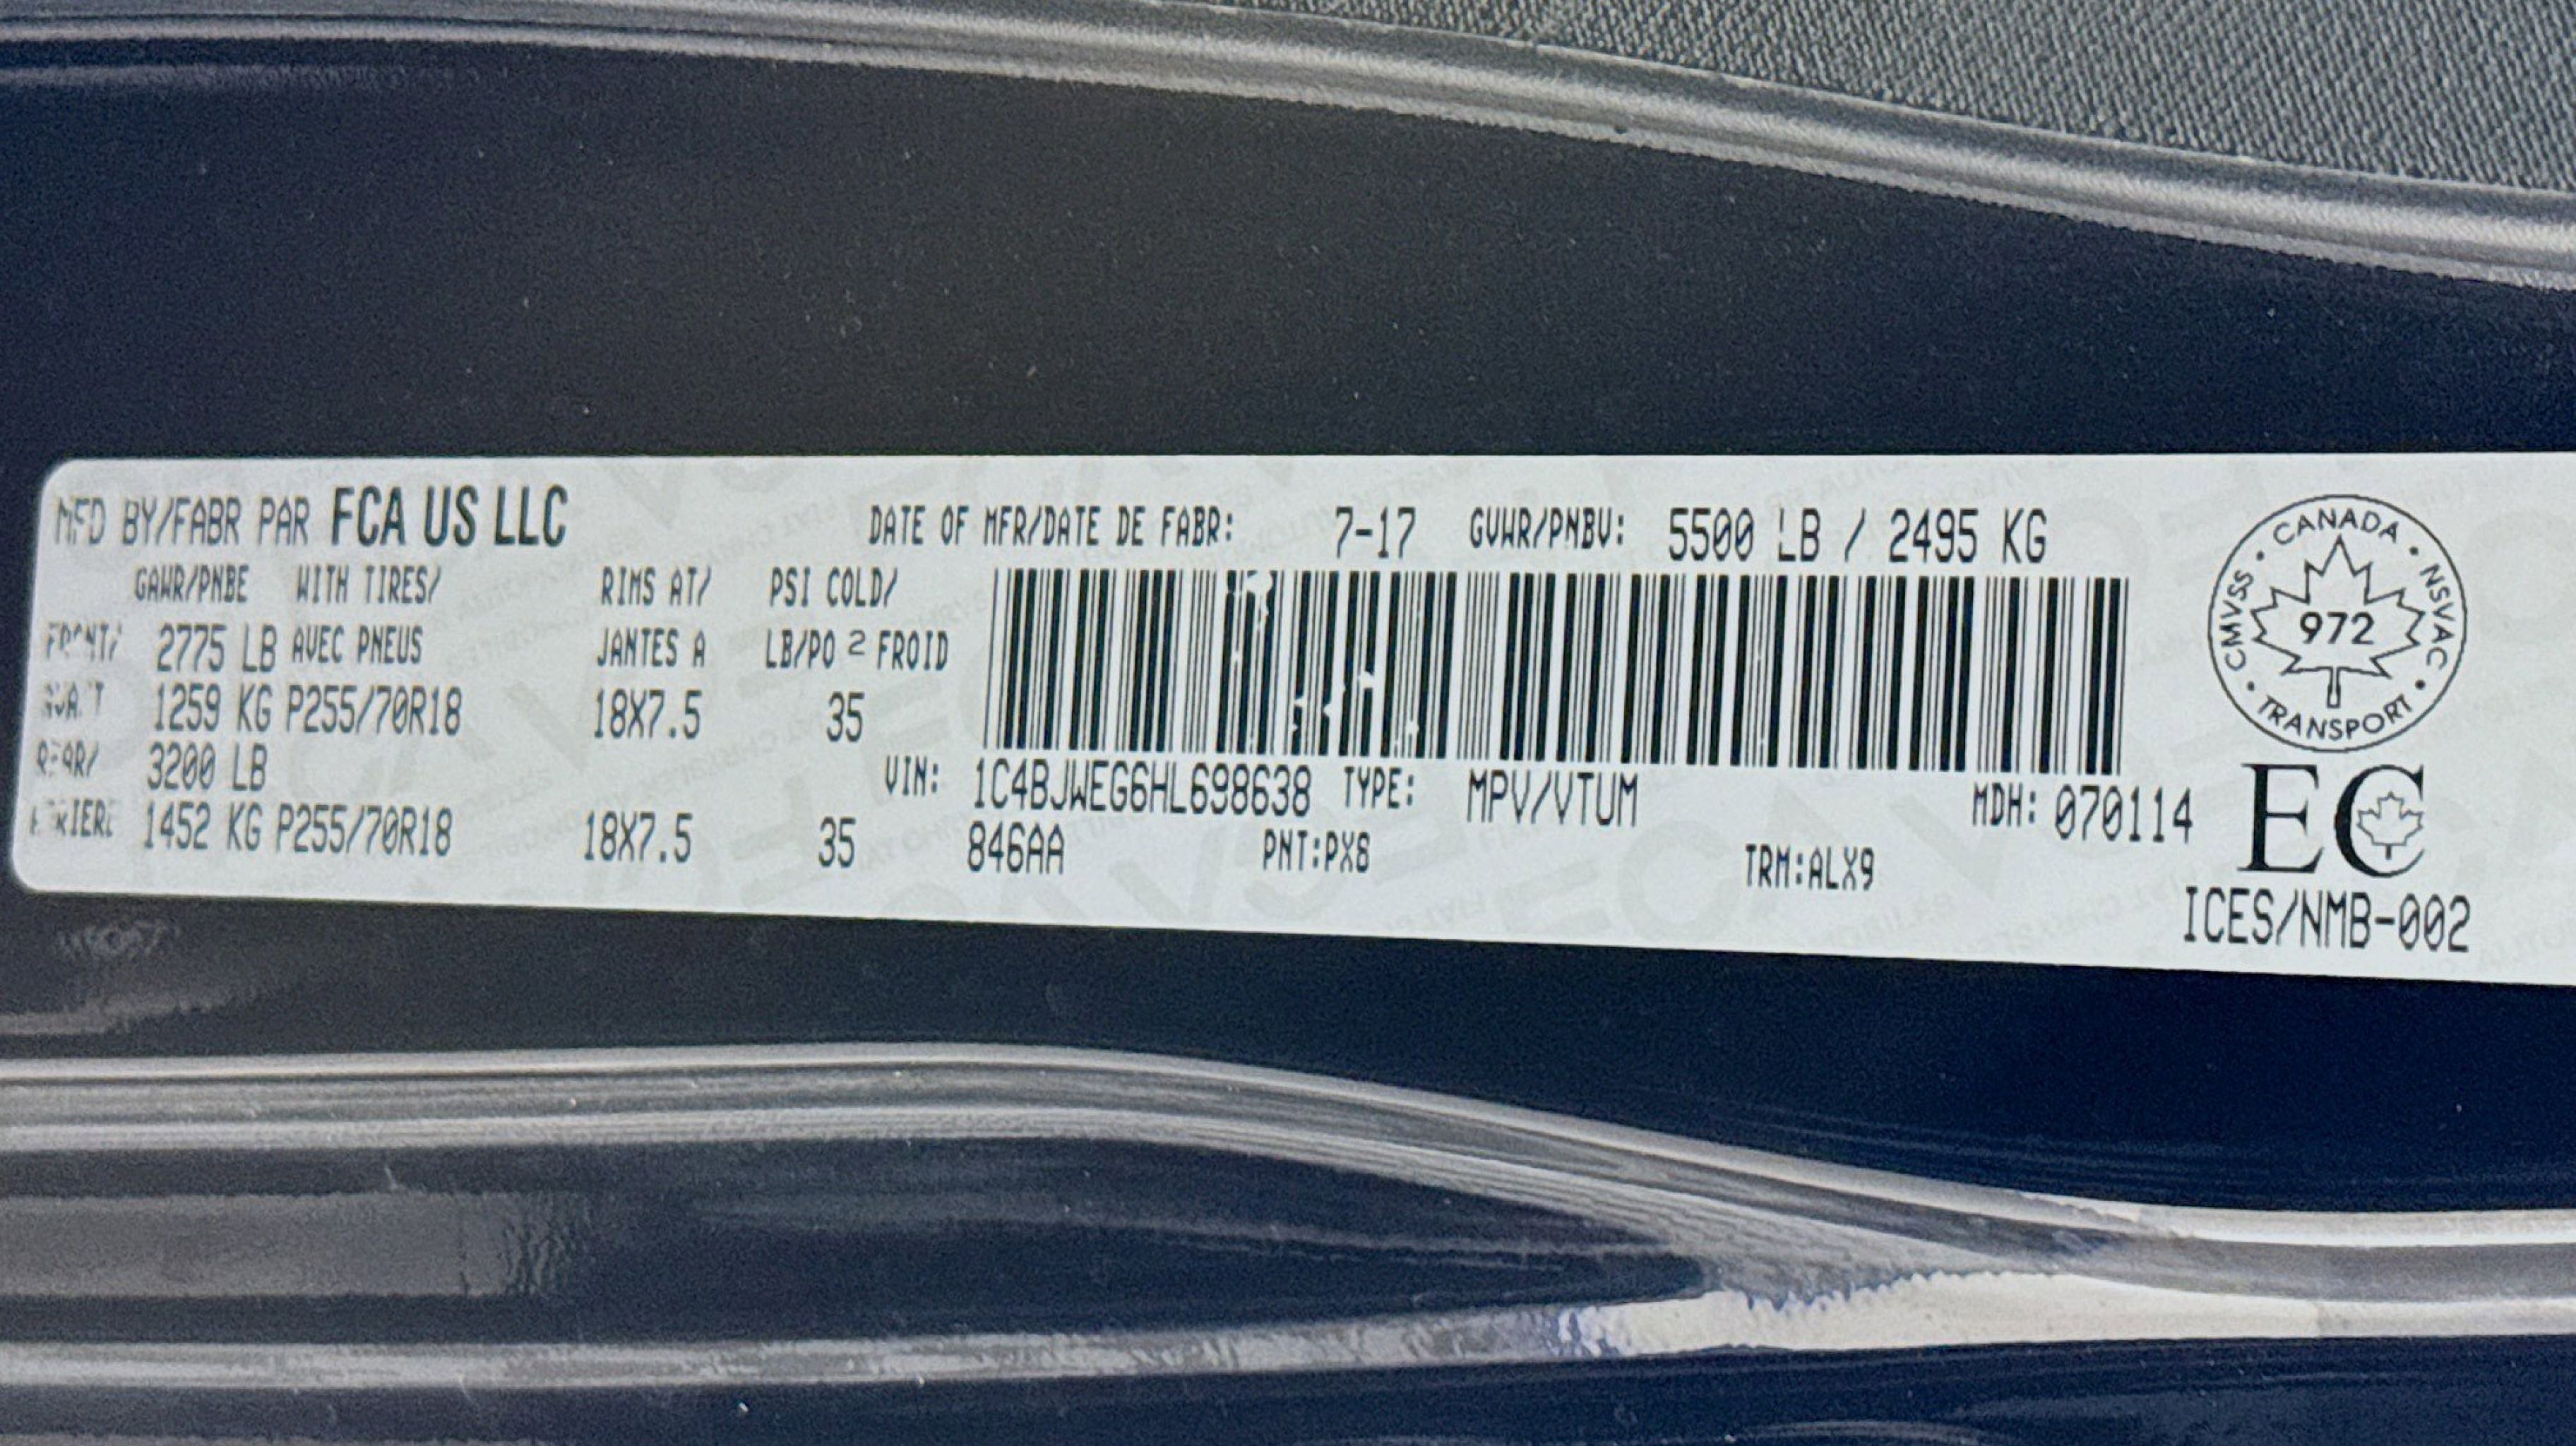 MFD BY/FABR PAR FCA US LLC DATE OF MFR/DATE DE FABR: 7-17 GVWR/PNBV: 5500 LB / 2495 KG
GAWR/PNBE WITH TIRES/ RIMS AT/ PSI COLD/
FRONT/ 2775 LB AVEC PNEUS JANTES A LB/PO 2 FROID
1259 KG P255/70R18 18X7.5 35
REAR/ 3200 LB
1452 KG P255/70R18 18X7.5 35
VIN: 1C4BJWEG6HL698638 TYPE: MPV/VTUM MDH: 070114
846AA PNT:PX8 TRM:ALX9
CANADA • NSVAC • TRANSPORT • CMVSS •
972
EC
ICES/NMB-002